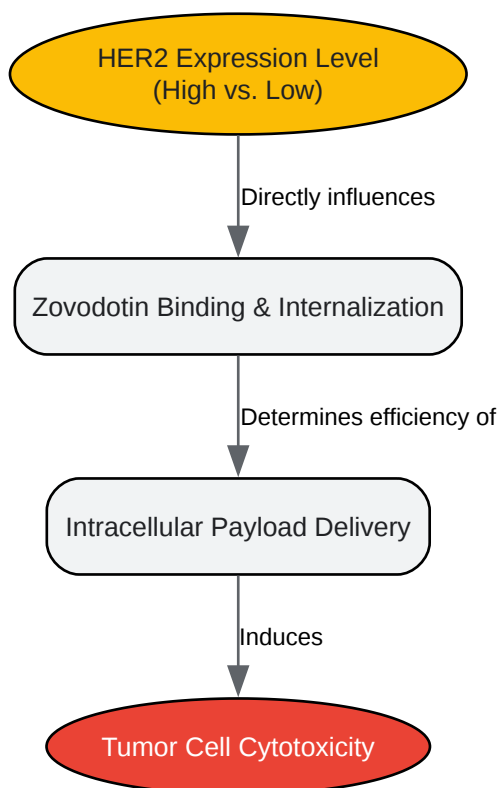 HER2 Expression Level
(High vs. Low)
Directly influences
Zovodotin Binding & Internalization
Determines efficiency of
Intracellular Payload Delivery
Induces
Tumor Cell Cytotoxicity